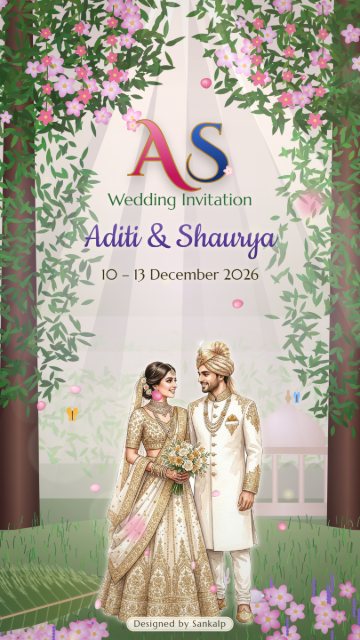 AS
Wedding Invitation
Aditi & Shaurya
10 – 13 December 2026
Designed by Sankalp